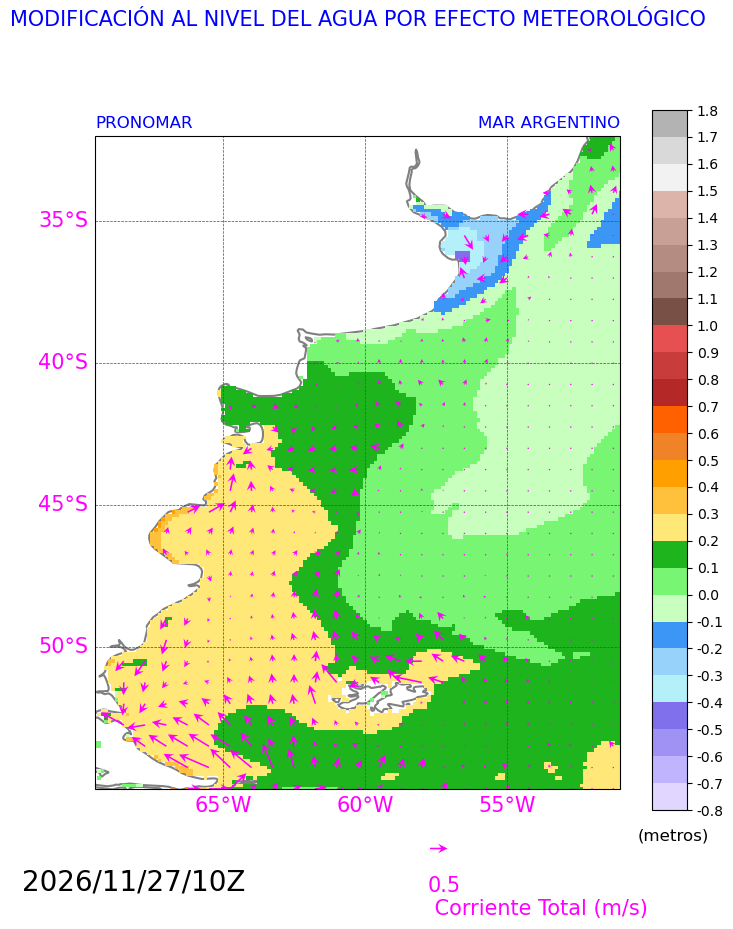 MODIFICACIÓN AL NIVEL DEL AGUA POR EFECTO METEOROLÓGICO
PRONOMAR
MAR ARGENTINO
35°S
40°S
45°S
50°S
65°W
60°W
55°W
1.8
1.7
1.6
1.5
1.4
1.3
1.2
1.1
1.0
0.9
0.8
0.7
0.6
0.5
0.4
0.3
0.2
0.1
0.0
-0.1
-0.2
-0.3
-0.4
-0.5
-0.6
-0.7
-0.8
(metros)
2026/11/27/10Z
0.5
Corriente Total (m/s)